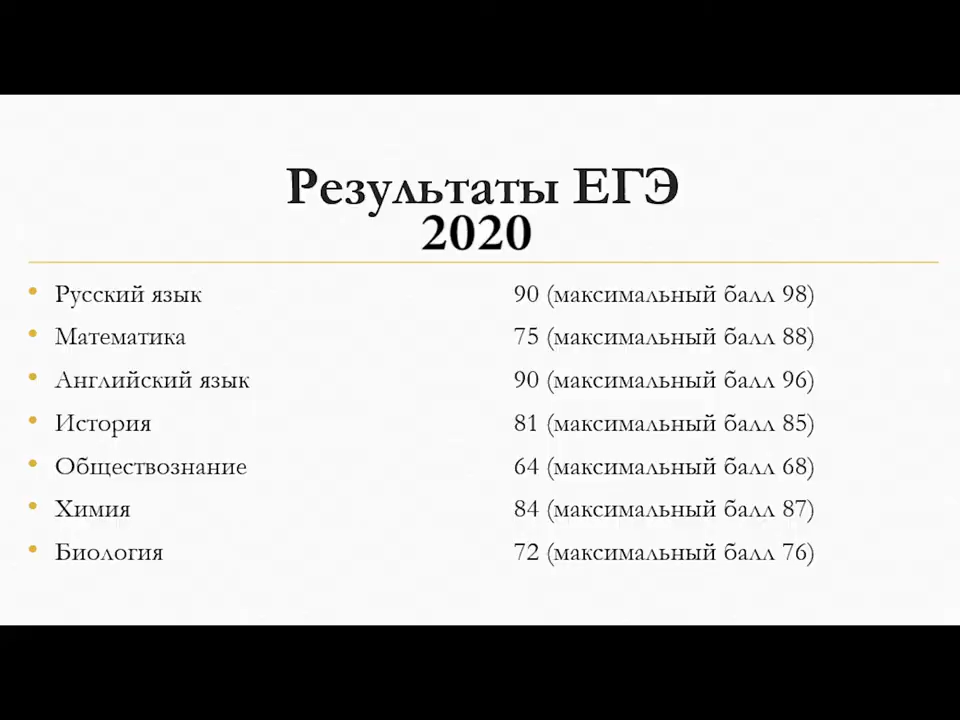 Результаты ЕГЭ
2020
• Русский язык 90 (максимальный балл 98)
• Математика 75 (максимальный балл 88)
• Английский язык 90 (максимальный балл 96)
• История 81 (максимальный балл 85)
• Обществознание 64 (максимальный балл 68)
• Химия 84 (максимальный балл 87)
• Биология 72 (максимальный балл 76)